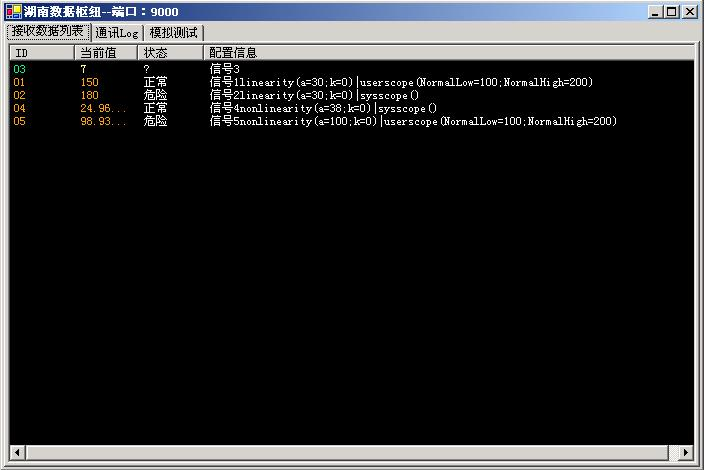 湖南数据枢纽--端口：9000
接收数据列表 通讯Log 模拟测试
ID 当前值 状态 配置信息
03 7 ? 信号3
01 150 正常 信号1linearity(a=30;k=0)|userscope(NormalLow=100;NormalHigh=200)
02 180 危险 信号2linearity(a=30;k=0)|sysscope()
04 24.96... 正常 信号4nonlinearity(a=38;k=0)|sysscope()
05 98.93... 危险 信号5nonlinearity(a=100;k=0)|userscope(NormalLow=100;NormalHigh=200)